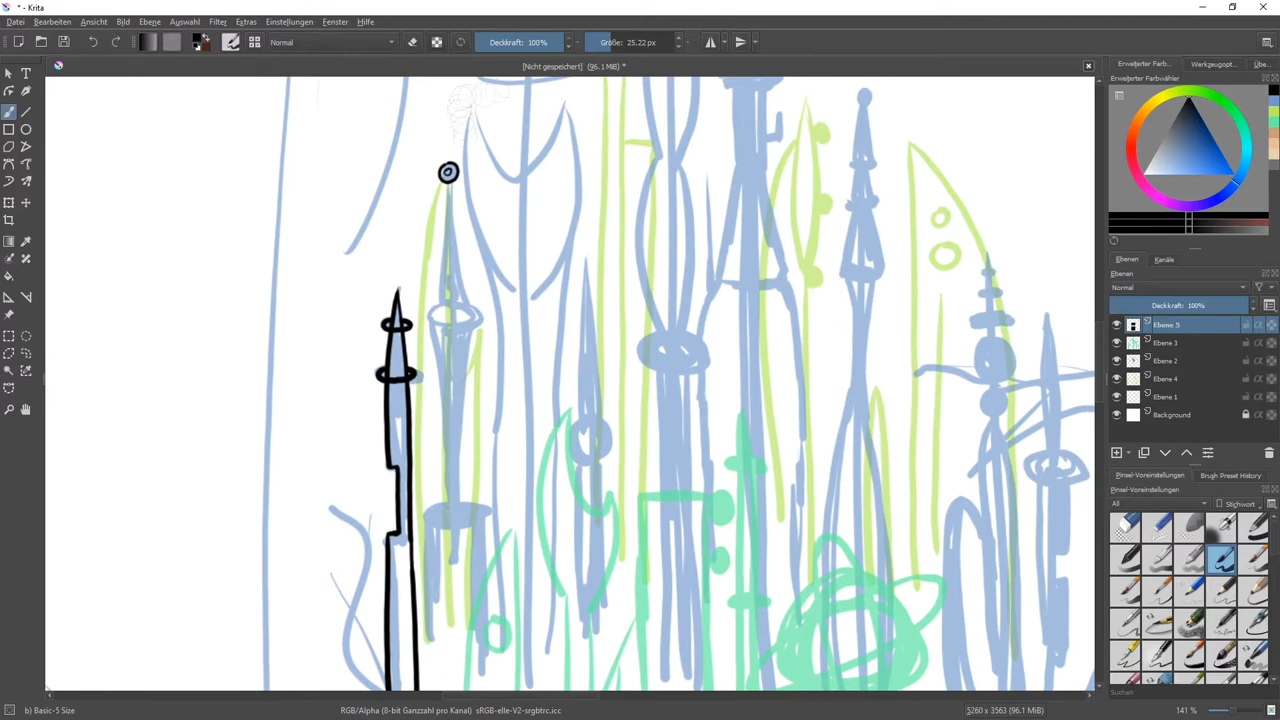 * - Krita
Datei Bearbeiten Ansicht Bild Ebene Auswahl Filter Extras Einstellungen Fenster Hilfe
Normal Deckkraft: 100% Größe: 25.22 px
[Nicht gespeichert] (96.1 MiB) *
Erweiterter Farb... Werkzeugopt... Übe...
Erweiterter Farbwähler
Ebenen Kanäle
Ebenen
Normal
Deckkraft: 100%
Ebene 5
Ebene 3
Ebene 2
Ebene 4
Ebene 1
Background
Pinsel-Voreinstellungen Brush Preset History
Pinsel-Voreinstellungen
All Stichwort
Suchen
b) Basic-5 Size RGB/Alpha (8-bit Ganzzahl pro Kanal) sRGB-elle-V2-srgbtrc.icc 5260 x 3563 (96.1 MiB) 141 %